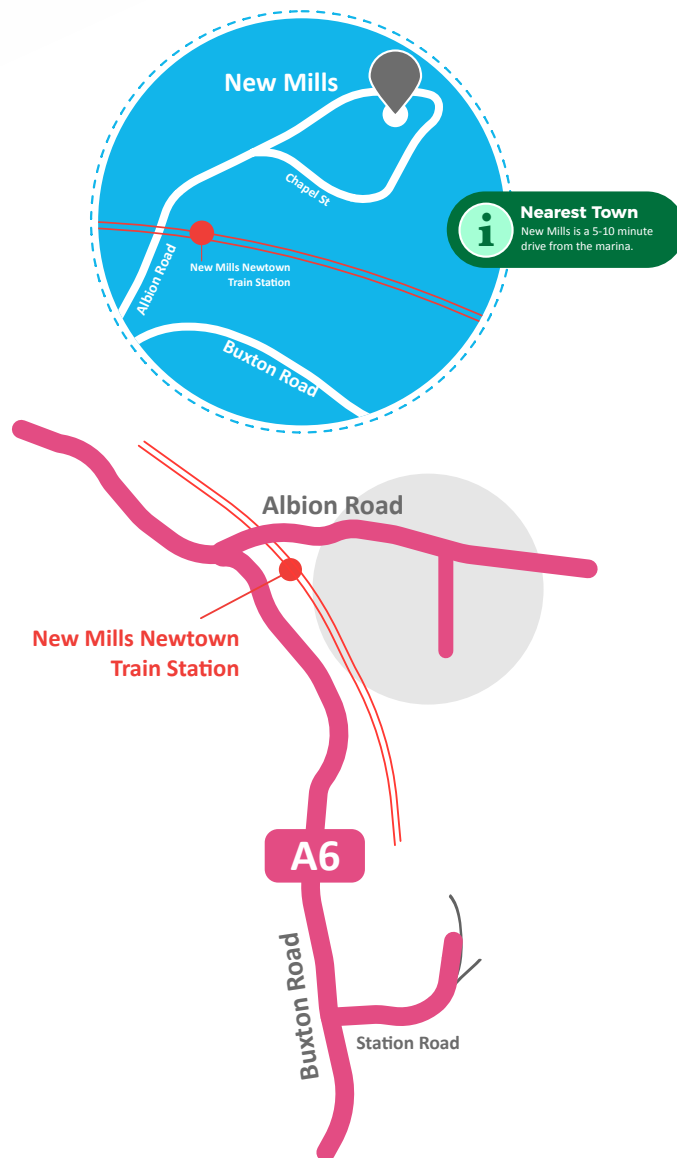 New Mills
Chapel St
Nearest Town
New Mills is a 5-10 minute
drive from the marina.
New Mills Newtown
Train Station
Albion Road
Buxton Road
Albion Road
New Mills Newtown
Train Station
A6
Buxton Road
Station Road